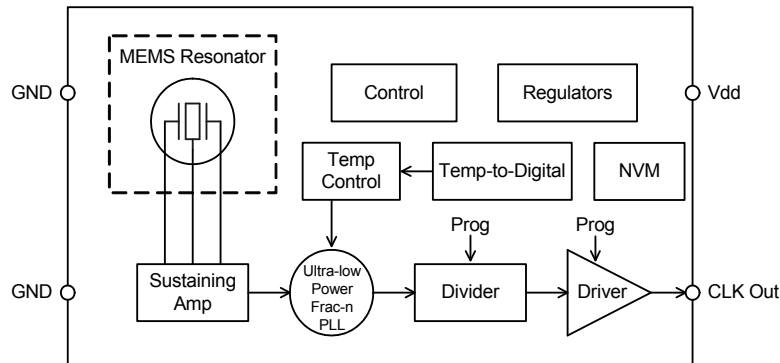 MEMS Resonator
GND
Control
Regulators
Vdd
Temp
Control
Temp-to-Digital
NVM
Prog
Prog
GND
Sustaining
Amp
Ultra-low
Power
Frac-n
PLL
Divider
Driver
CLK Out